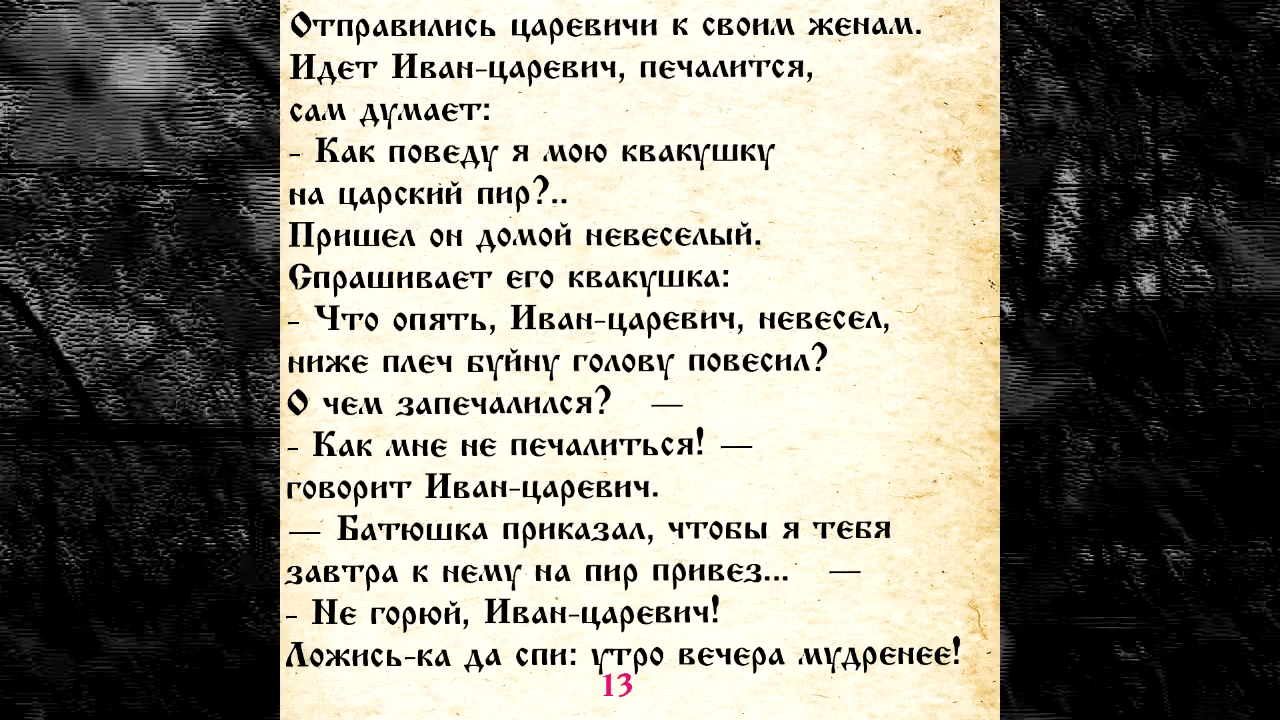 Отправились царевичи к своим женам.
Идет Иван-царевич, печалится,
сам думает:
- Как поведу я мою квакушку
на царский пир?..
Пришел он домой невеселый.
Спрашивает его квакушка:
- Что опять, Иван-царевич, невесел,
ниже плеч буйну голову повесил?
О чем запечалился? —
- Как мне не печалиться! —
говорит Иван-царевич.
— Батюшка приказал, чтобы я тебя
завтра к нему на пир привез... —
- Не горюй, Иван-царевич!
Ложись-ка да спи: утро вечера мудренее!
13